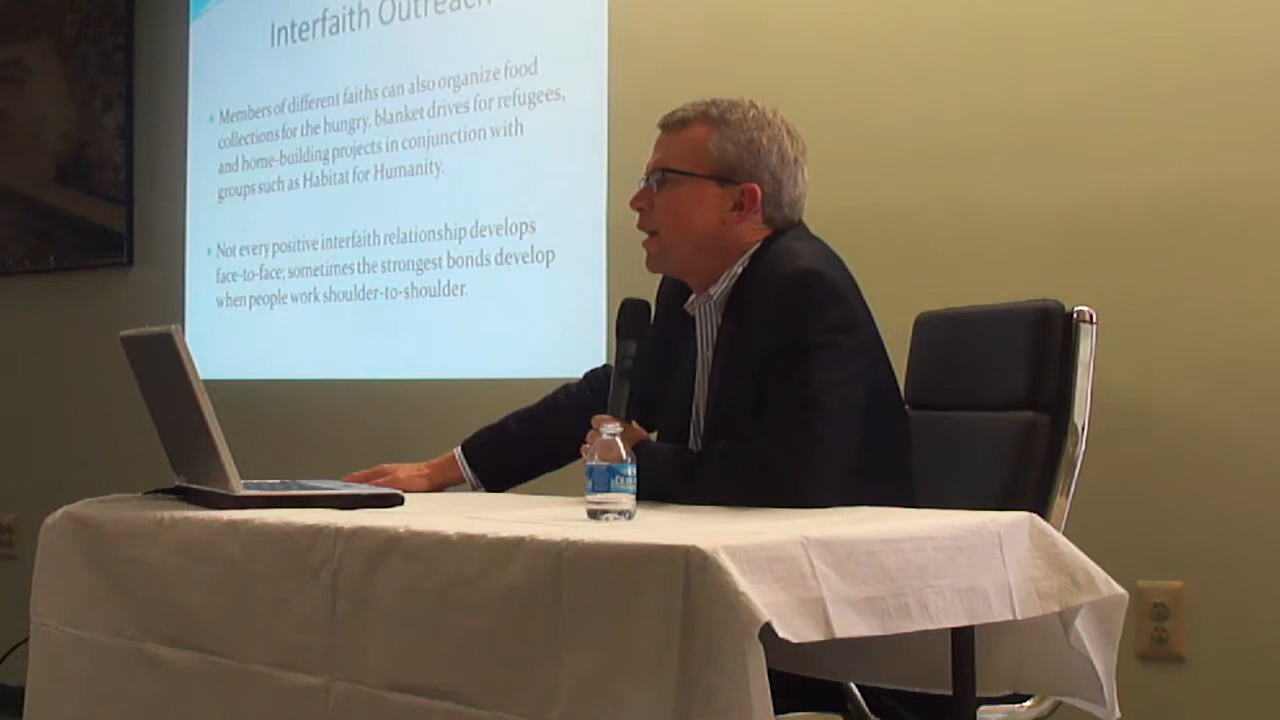 Interfaith Outreach
Members of different faiths can also organize food
collections for the hungry, blanket drives for refugees,
and home-building projects in conjunction with
groups such as Habitat for Humanity.
Not every positive interfaith relationship develops
face-to-face; sometimes the strongest bonds develop
when people work shoulder-to-shoulder.